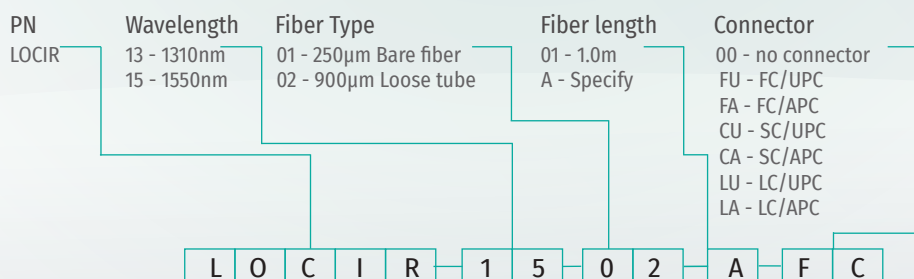 PN Wavelength Fiber Type Fiber length Connector
LOCIR 13 - 1310nm 01 - 250µm Bare fiber 01 - 1.0m 00 - no connector
15 - 1550nm 02 - 900µm Loose tube A - Specify FU - FC/UPC
FA - FC/APC
CU - SC/UPC
CA - SC/APC
LU - LC/UPC
LA - LC/APC
L O C I R - 1 5 - 0 2 - A - F C